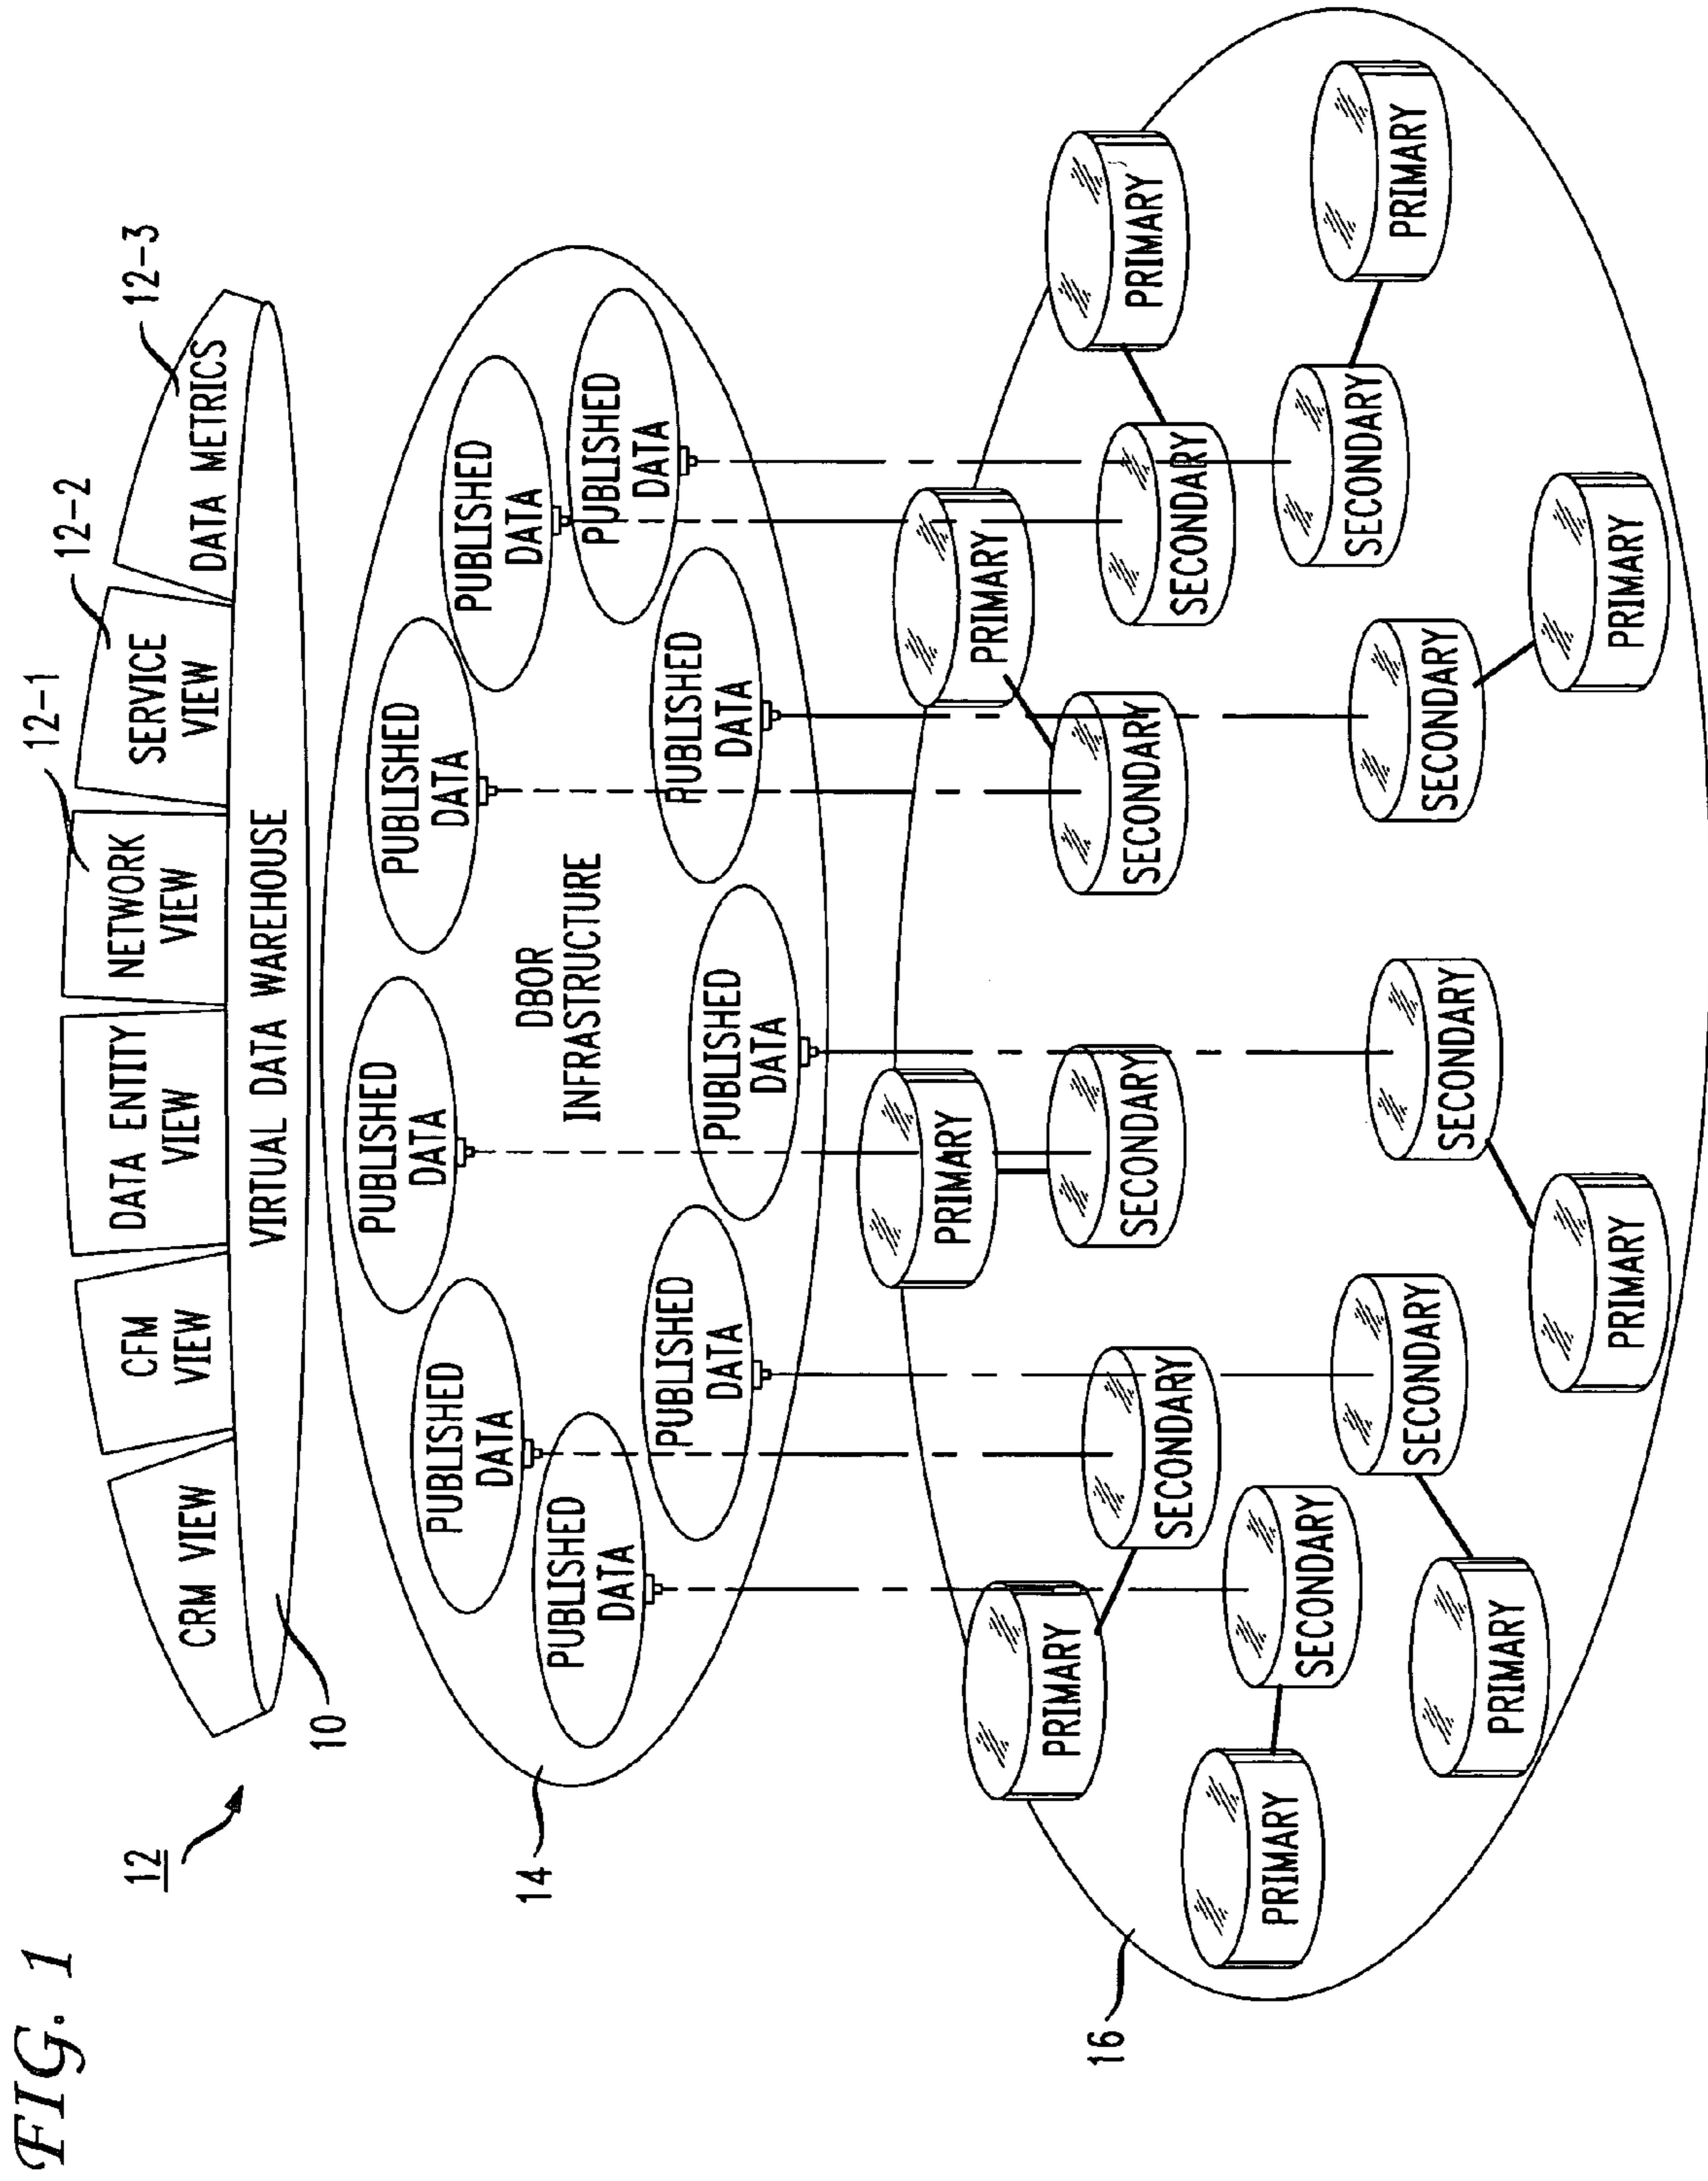 FIG. 1
12
12-1
12-2
12-3
CRM VIEW
CFM
VIEW
DATA ENTITY
VIEW
NETWORK
VIEW
SERVICE
VIEW
DATA METRICS
10
VIRTUAL DATA WAREHOUSE
14
PUBLISHED
DATA
PUBLISHED
DATA
PUBLISHED
DATA
PUBLISHED
DATA
DBOR
INFRASTRUCTURE
PUBLISHED
DATA
PUBLISHED
DATA
PUBLISHED
DATA
PUBLISHED
DATA
PUBLISHED
DATA
16
PRIMARY
PRIMARY
PRIMARY
PRIMARY
SECONDARY
SECONDARY
SECONDARY
SECONDARY
PRIMARY
SECONDARY
SECONDARY
PRIMARY
SECONDARY
SECONDARY
SECONDARY
PRIMARY
PRIMARY
PRIMARY